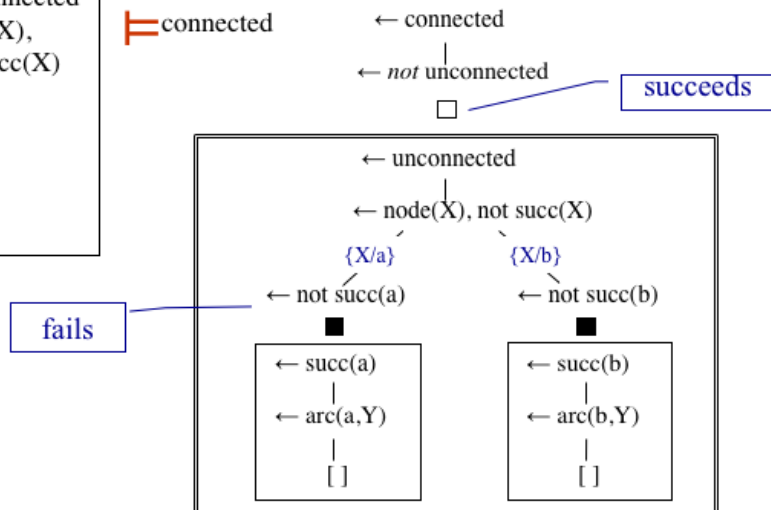 X),
cc(X)
connected
← connected
← not unconnected
succeeds
← unconnected
← node(X), not succ(X)
{X/a} {X/b}
← not succ(a) ← not succ(b)
fails
← succ(a) ← succ(b)
← arc(a,Y) ← arc(b,Y)
[ ] [ ]